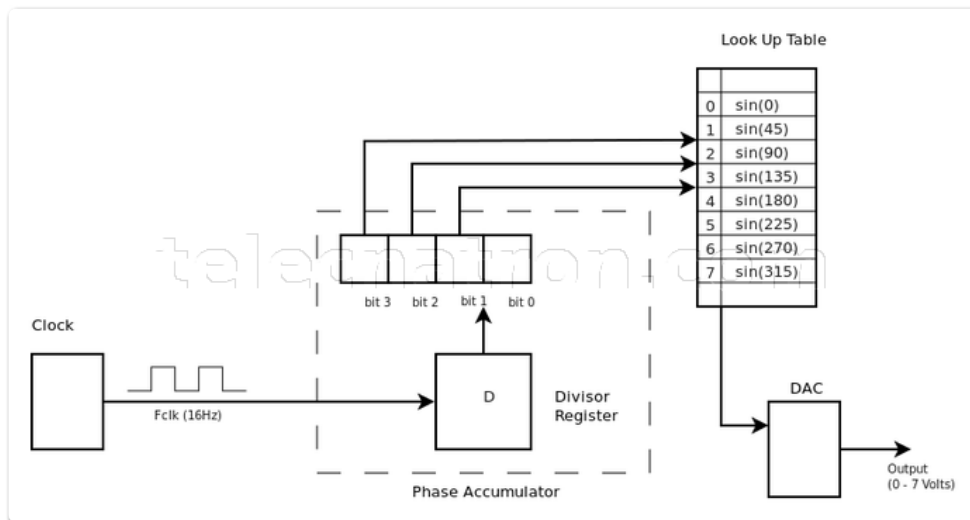 Look Up Table
0 sin(0)
1 sin(45)
2 sin(90)
3 sin(135)
4 sin(180)
5 sin(225)
6 sin(270)
7 sin(315)
telecnatron.com
bit 3 bit 2 bit 1 bit 0
Clock
Fclk (16Hz)
D
Divisor
Register
DAC
Output
(0 - 7 Volts)
Phase Accumulator